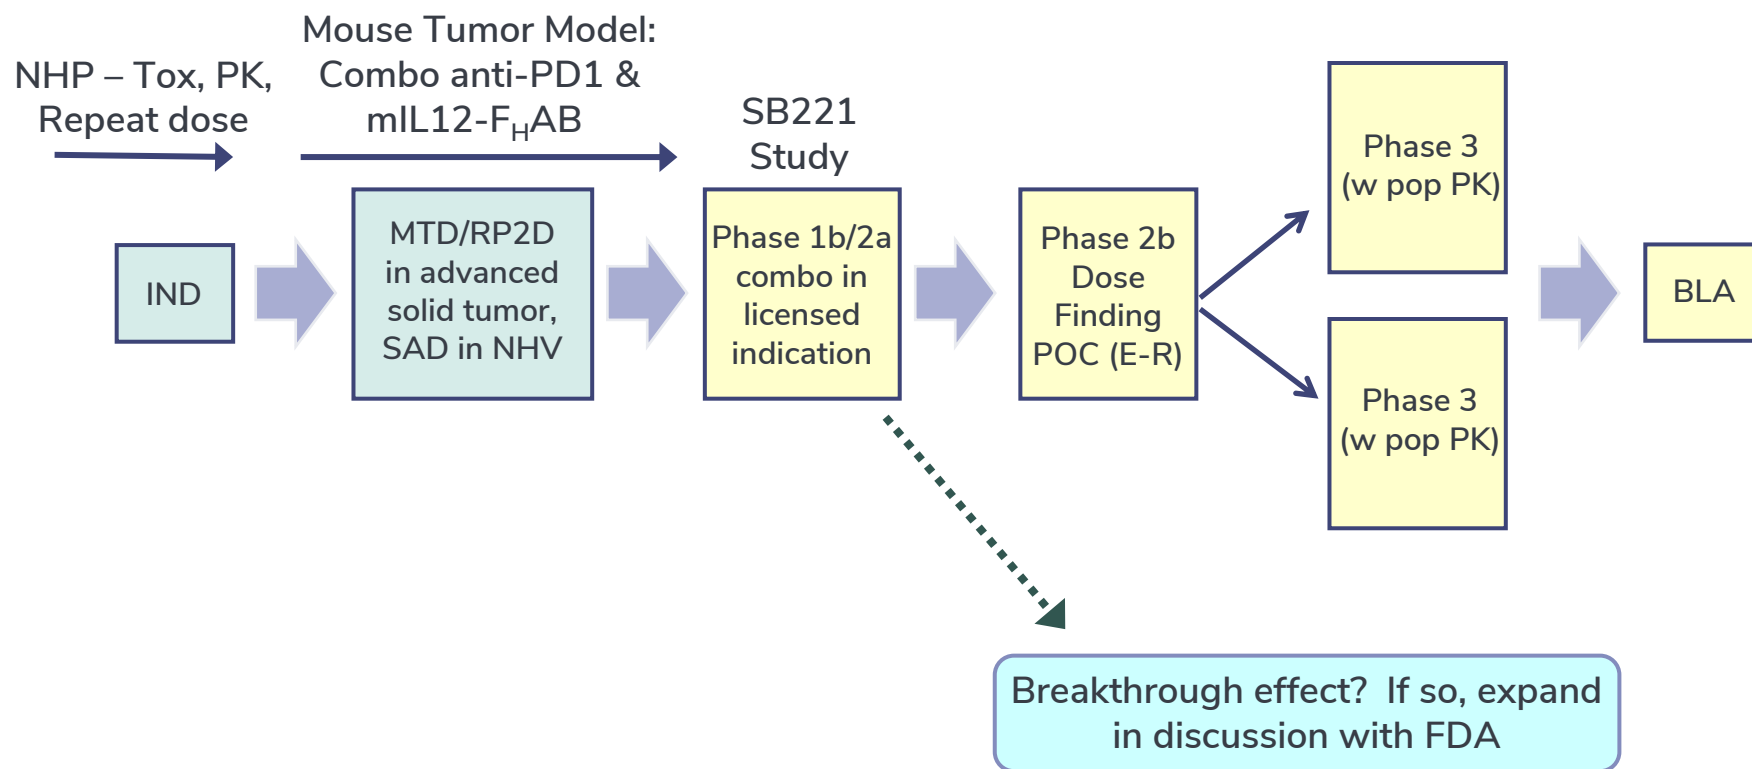 NHP – Tox, PK,
Repeat dose
Mouse Tumor Model:
Combo anti-PD1 &
mIL12-FHAB
SB221
Study
IND
MTD/RP2D
in advanced
solid tumor,
SAD in NHV
Phase 1b/2a
combo in
licensed
indication
Phase 2b
Dose
Finding
POC (E-R)
Phase 3
(w pop PK)
Phase 3
(w pop PK)
BLA
Breakthrough effect? If so, expand
in discussion with FDA